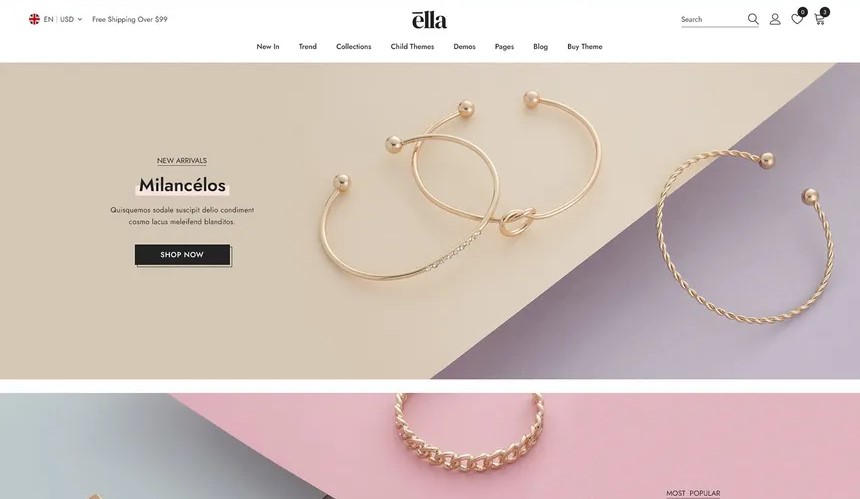 EN | USD
Free Shipping Over $99
ēlla
Search
0
3
New In
Trend
Collections
Child Themes
Demos
Pages
Blog
Buy Theme
NEW ARRIVALS
Milancélos
Quisquemos sodale suscipit delio condiment
cosmo lacus meleifend blanditos.
SHOP NOW
MOST POPULAR